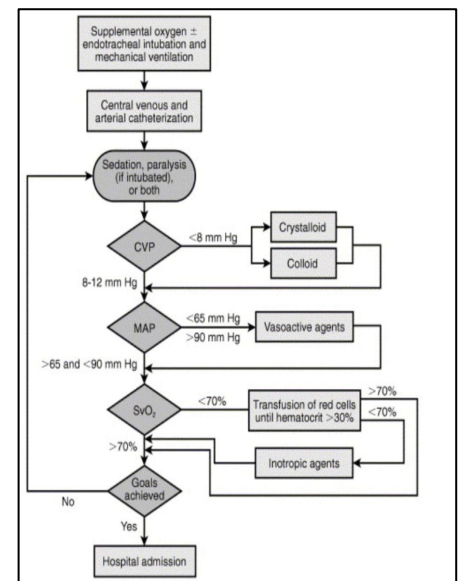 Supplemental oxygen ±
endotracheal intubation and
mechanical ventilation
Central venous and
arterial catheterization
Sedation, paralysis
(if intubated),
or both
CVP
<8 mm Hg
Crystalloid
Colloid
8-12 mm Hg
MAP
<65 mm Hg
>90 mm Hg
Vasoactive agents
>65 and <90 mm Hg
SvO₂
<70%
Transfusion of red cells
until hematocrit >30%
>70%
<70%
Inotropic agents
>70%
Goals
achieved
No
Yes
Hospital admission